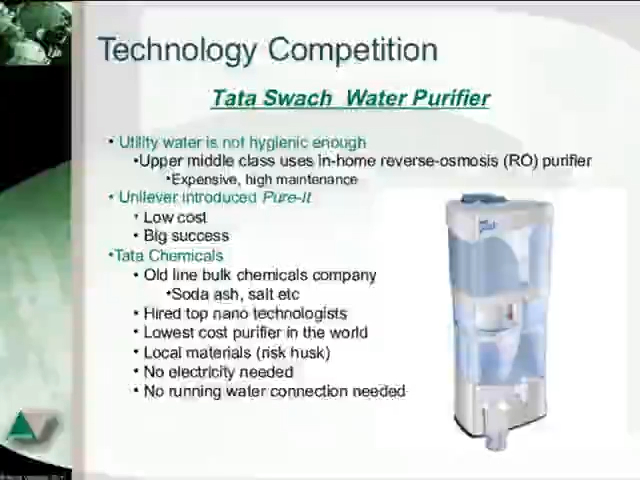 Technology Competition
Tata Swach Water Purifier
• Utility water is not hygienic enough
•Upper middle class uses in-home reverse-osmosis (RO) purifier
•Expensive, high maintenance
• Unilever introduced Pure-It
• Low cost
• Big success
•Tata Chemicals
• Old line bulk chemicals company
•Soda ash, salt etc
• Hired top nano technologists
• Lowest cost purifier in the world
• Local materials (risk husk)
• No electricity needed
• No running water connection needed